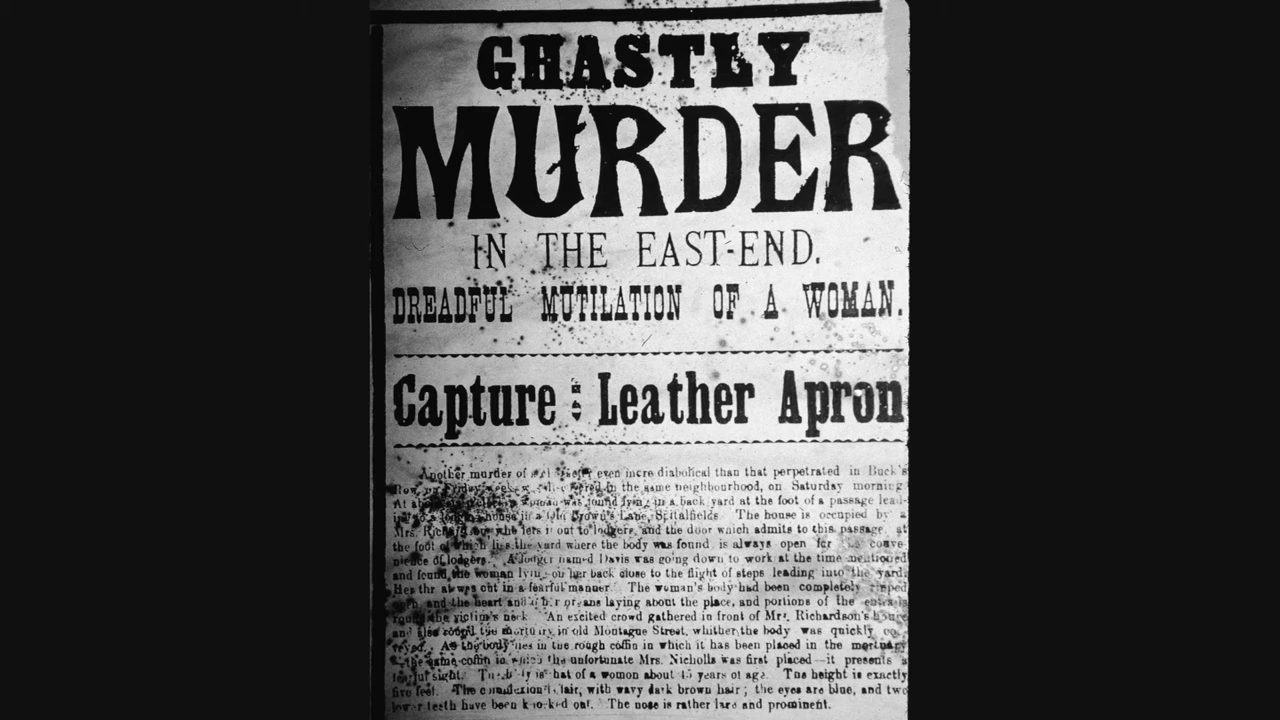 GHASTLY
MURDER
IN THE EAST-END.
DREADFUL MUTILATION OF A WOMAN.
Capture : Leather Apron
Another murder of a even incre diabolical than that perpetrated in Buck's
Row, on Friday in the same neighbourhood, on Saturday morning.
At a woman was found lying in a back yard at the foot of a passage lead-
house in a Old Brown's Lane, Spitalfields. The house is occupied by a
Mrs. Richardson, who lets it out to lodgers, and the door which admits to this passage, at
the foot of which lies the yard where the body was found, is always open for conve-
nience of lodgers. A lodger named Davis was going down to work at the time mentioned
and found the woman lying on her back close to the flight of steps leading into the yard.
Her throat was cut in a fearful manner. The woman's body had been completely ripped
open and the heart and other organs laying about the place, and portions of the entrails
round the victim's neck. An excited crowd gathered in front of Mrs. Richardson's house
and also round the mortuary in old Montague Street, whither the body was quickly
As the body lies in the rough coffin in which it has been placed in the mortuary
the same coffin in which the unfortunate Mrs. Nicholls was first placed—it presents a
fearful sight. The body is that of a woman about years of age. The height is exactly
five feet. The complexion fair, with wavy dark brown hair; the eyes are blue, and two
lower teeth have been knocked out. The nose is rather large and prominent.